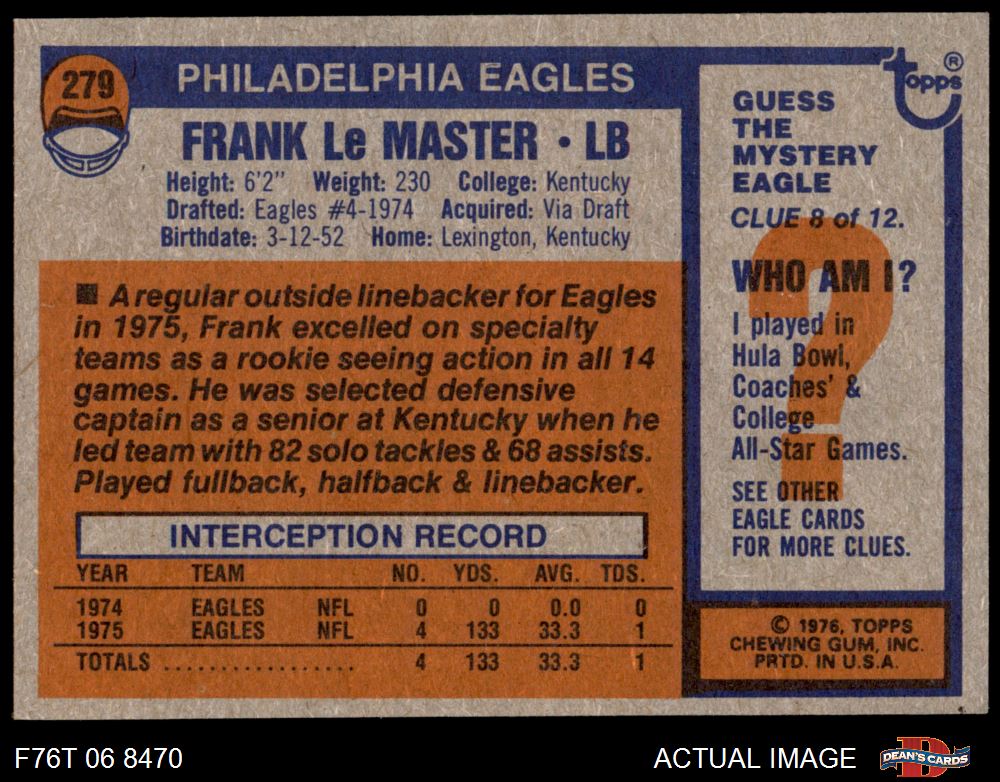 279
PHILADELPHIA EAGLES
FRANK Le MASTER · LB
Height: 6'2" Weight: 230 College: Kentucky
Drafted: Eagles #4-1974 Acquired: Via Draft
Birthdate: 3-12-52 Home: Lexington, Kentucky
■ A regular outside linebacker for Eagles
in 1975, Frank excelled on specialty
teams as a rookie seeing action in all 14
games. He was selected defensive
captain as a senior at Kentucky when he
led team with 82 solo tackles & 68 assists.
Played fullback, halfback & linebacker.
INTERCEPTION RECORD
YEAR TEAM NO. YDS. AVG. TDS.
1974 EAGLES NFL 0 0 0.0 0
1975 EAGLES NFL 4 133 33.3 1
TOTALS .................. 4 133 33.3 1
Topps®
GUESS
THE
MYSTERY
EAGLE
CLUE 8 of 12.
?
WHO AM I?
I played in
Hula Bowl,
Coaches' &
College
All-Star Games.
SEE OTHER
EAGLE CARDS
FOR MORE CLUES.
© 1976, TOPPS
CHEWING GUM, INC.
PRTD. IN U.S.A.
F76T 06 8470
ACTUAL IMAGE
DEAN'S CARDS